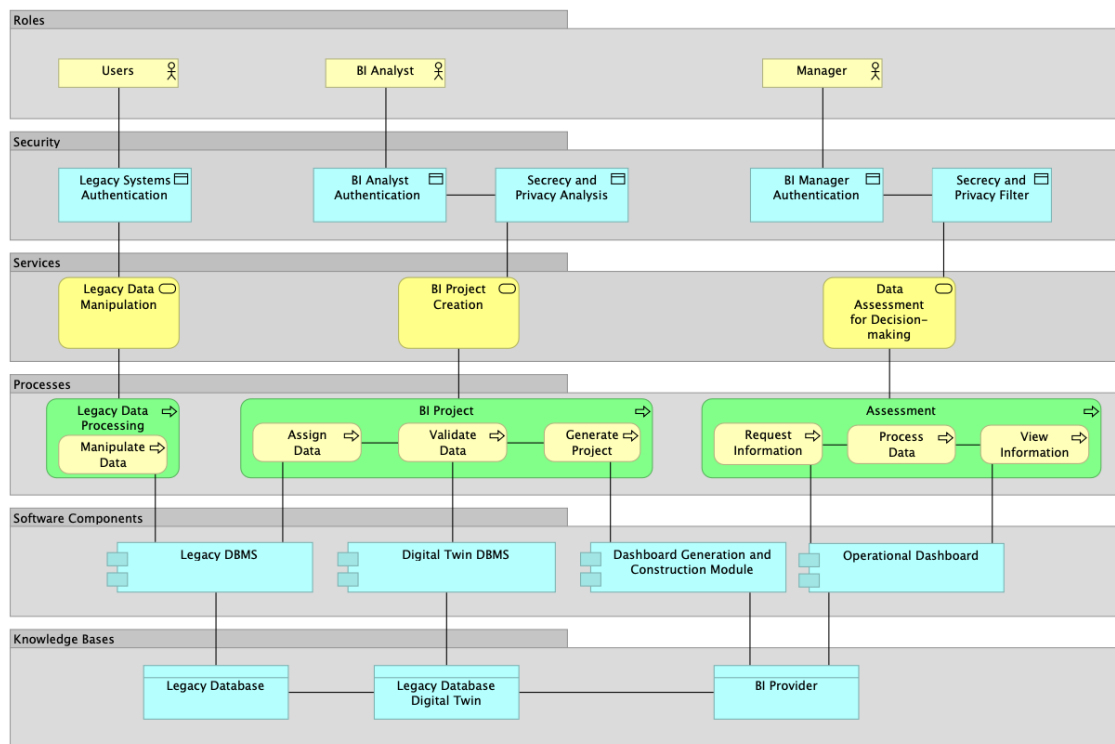 Roles
Users
BI Analyst
Manager
Security
Legacy Systems
Authentication
BI Analyst
Authentication
Secrecy and
Privacy Analysis
BI Manager
Authentication
Secrecy and
Privacy Filter
Services
Legacy Data
Manipulation
BI Project
Creation
Data
Assessment
for Decision-
making
Processes
Legacy Data
Processing
Manipulate
Data
BI Project
Assign
Data
Validate
Data
Generate
Project
Assessment
Request
Information
Process
Data
View
Information
Software Components
Legacy DBMS
Digital Twin DBMS
Dashboard Generation and
Construction Module
Operational Dashboard
Knowledge Bases
Legacy Database
Legacy Database
Digital Twin
BI Provider